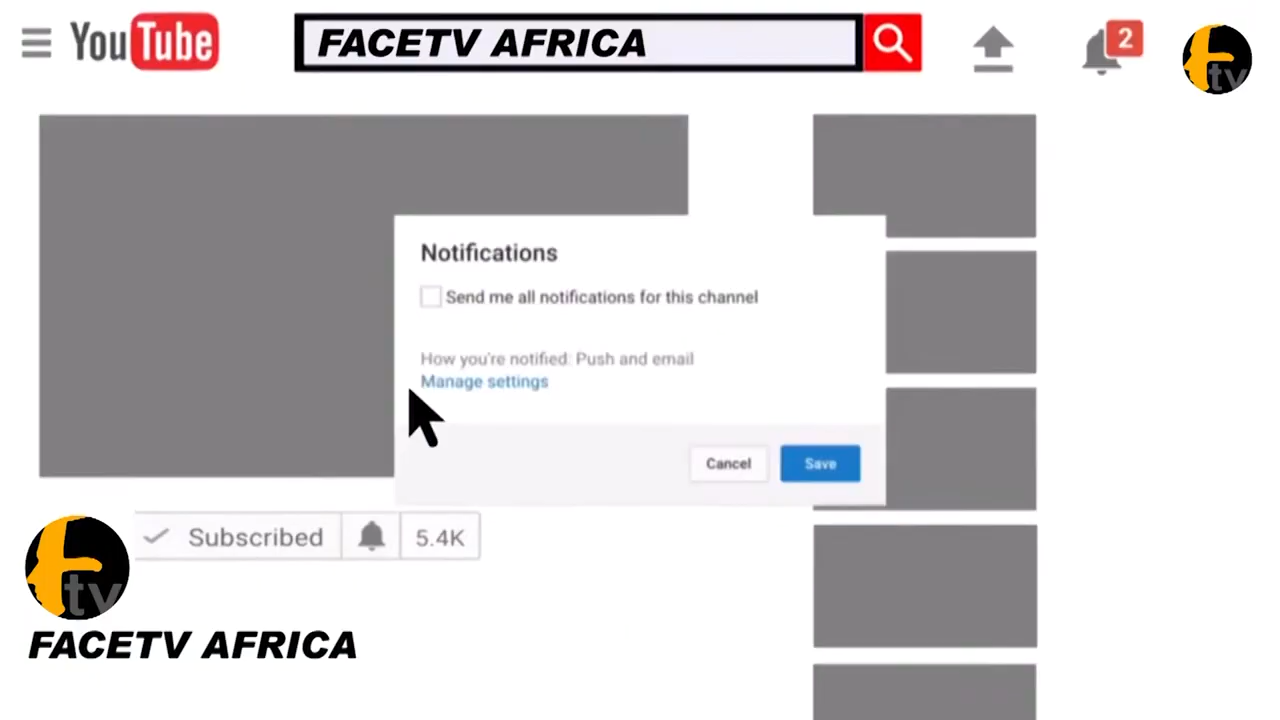 YouTube
FACETV AFRICA
2
tv
Notifications
Send me all notifications for this channel
How you're notified: Push and email
Manage settings
Cancel
Save
Subscribed
5.4K
tv
FACETV AFRICA